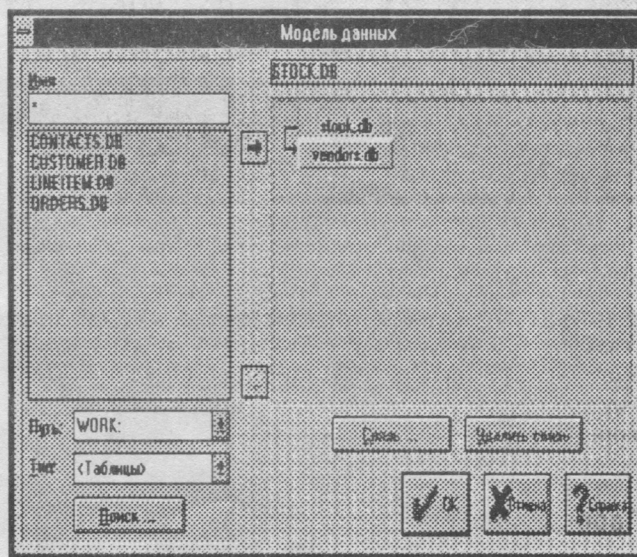 Модель данных
Имя
*
CONTACTS.DB
CUSTOMER.DB
LINEITEM.DB
ORDERS.DB
STOCK.DB
stock.db
vendors.db
Путь: WORK:
Тип: <Таблицы>
Поиск ...
Связь ...
Удалить связь
OK
Отмена
Справка